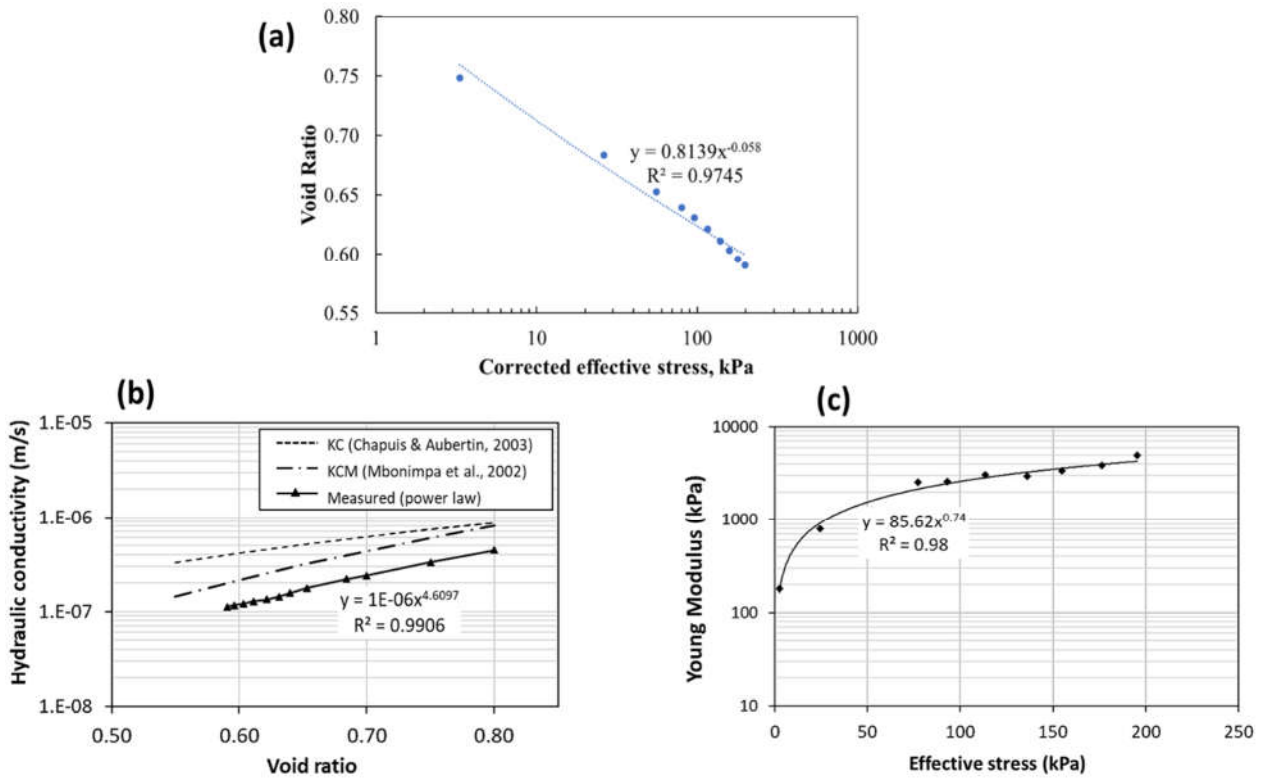 (a)
0.80
0.75
0.70
0.65
0.60
0.55
Void Ratio
y = 0.8139x^-0.058
R² = 0.9745
1
10
100
1000
Corrected effective stress, kPa
(b)
1.E-05
1.E-06
1.E-07
1.E-08
Hydraulic conductivity (m/s)
KC (Chapuis & Aubertin, 2003)
KCM (Mbonimpa et al., 2002)
Measured (power law)
y = 1E-06x^4.6097
R² = 0.9906
0.50
0.60
0.70
0.80
Void ratio
(c)
10000
1000
100
10
Young Modulus (kPa)
y = 85.62x^0.74
R² = 0.98
0
50
100
150
200
250
Effective stress (kPa)